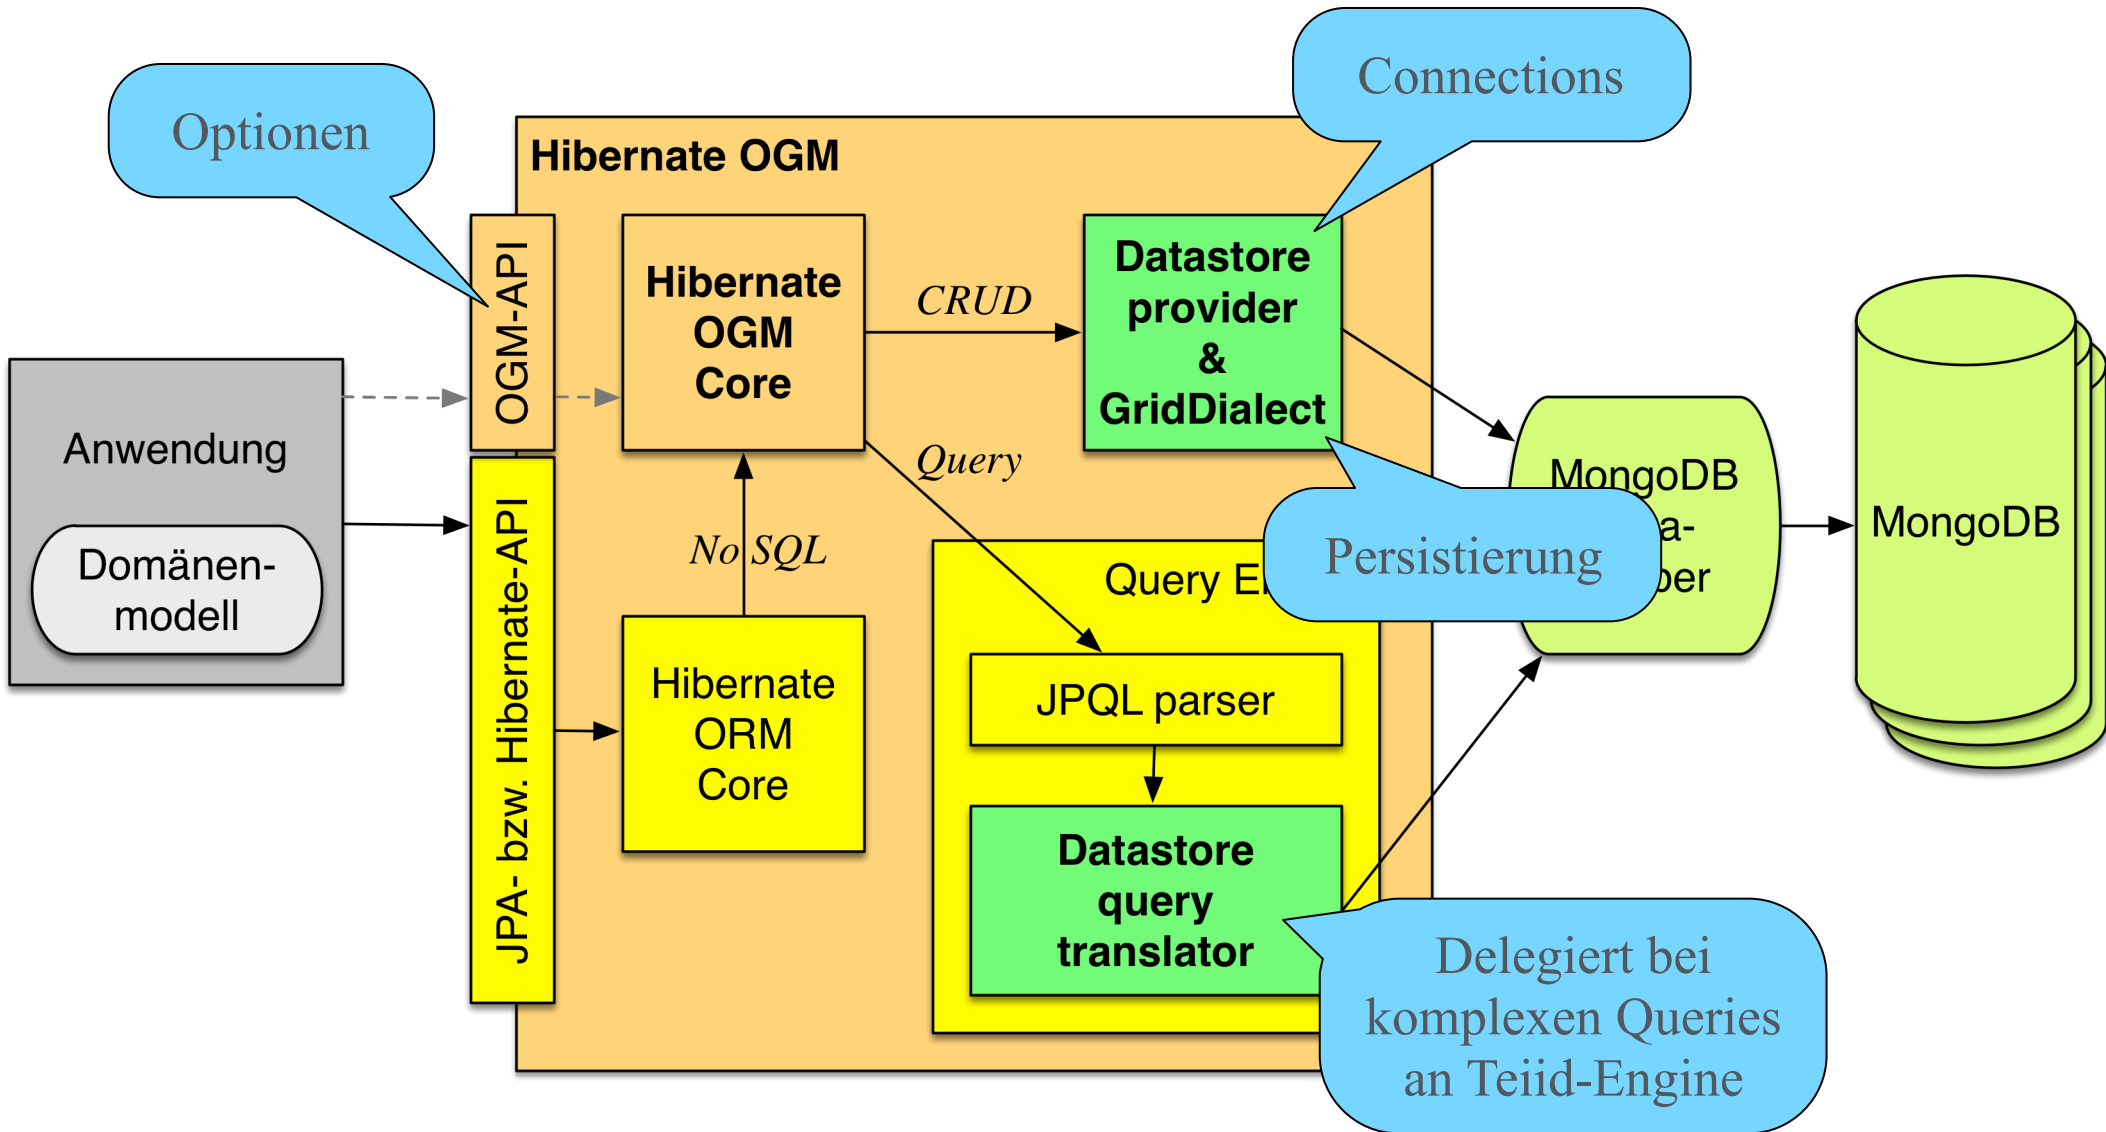 Optionen
Connections
Hibernate OGM
OGM-API
Hibernate
OGM
Core
CRUD
Datastore
provider
&
GridDialect
Anwendung
Domänen-
modell
Query
No SQL
JPA- bzw. Hibernate-API
Hibernate
ORM
Core
Query
Persistierung
MongoDB
MongoDB
JPQL parser
Datastore
query
translator
Delegiert bei
komplexen Queries
an Teiid-Engine